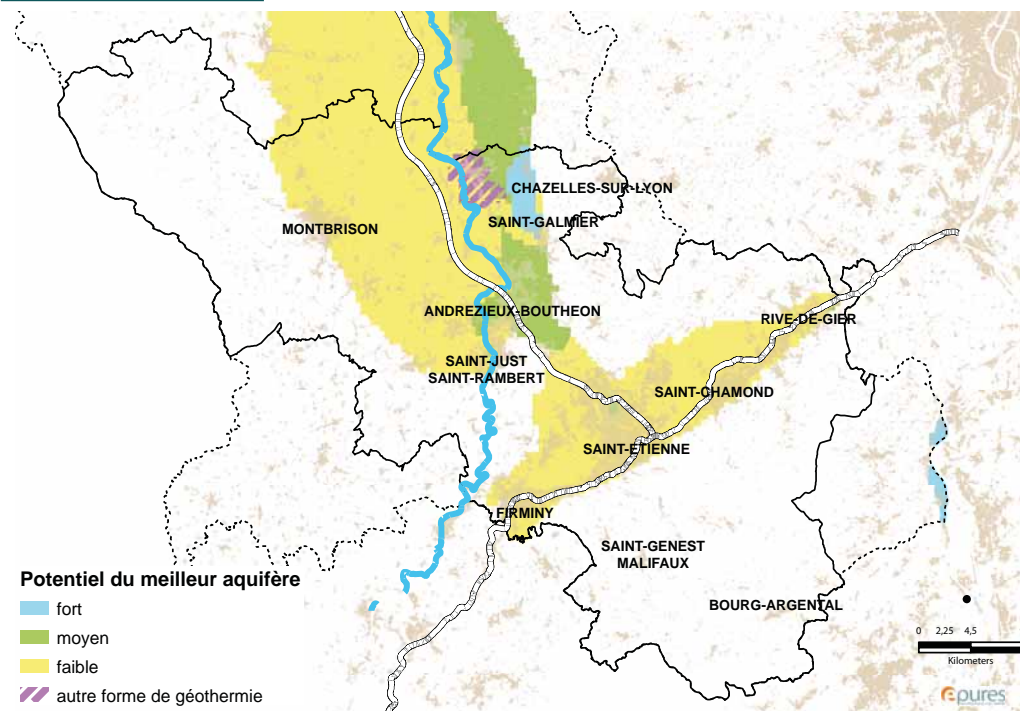 CHAZELLES-SUR-LYON
SAINT-GALMIER
MONTBRISON
ANDREZIEUX-BOUTHEON
RIVE-DE-GIER
SAINT-JUST
SAINT-RAMBERT
SAINT-CHAMOND
SAINT-ETIENNE
FIRMINY
SAINT-GENEST
MALIFAUX
BOURG-ARGENTAL
Potentiel du meilleur aquifère
fort
moyen
faible
autre forme de géothermie
0 2,25 4,5
Kilometers
epures